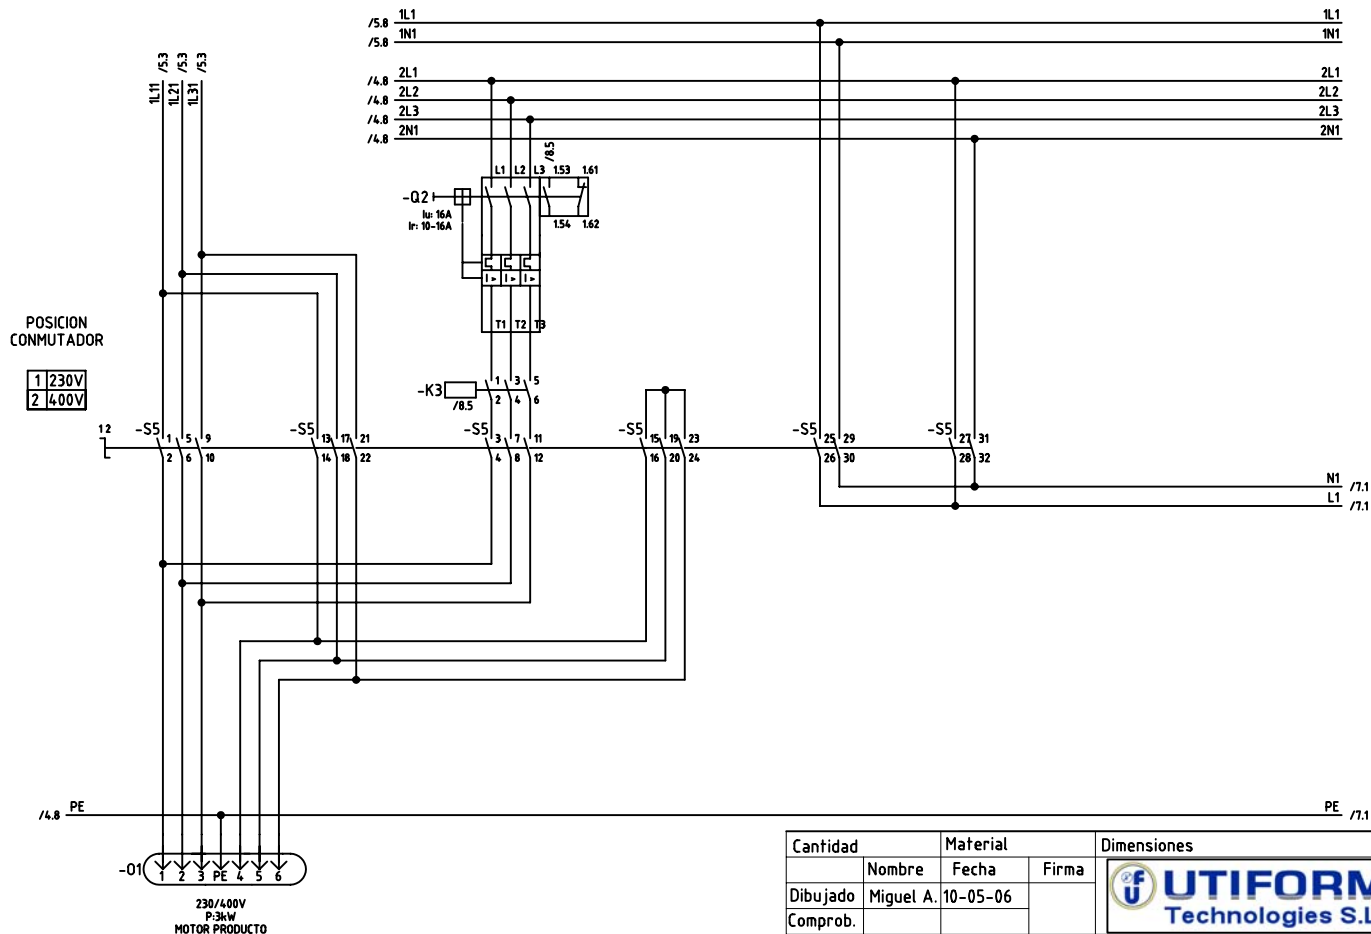 /5.8 1L1 1L1
/5.8 1N1 1N1
/4.8 2L1 2L1
/4.8 2L2 2L2
/4.8 2L3 2L3
/4.8 2N1 2N1
1L11 /5.3
1L21 /5.3
1L31 /5.3
/8.5
L1 L2 L3 1.53 1.61
-Q2
Iu: 16A
Ir: 10-16A
1.54 1.62
I> I> I>
T1 T2 T3
POSICION
CONMUTADOR
1 230V
2 400V
-K3
/8.5
1 3 5
2 4 6
1 2
-S5 1 5 9
2 6 10
-S5 13 17 21
14 18 22
-S5 3 7 11
4 8 12
-S5 15 19 23
16 20 24
-S5 25 29
26 30
-S5 27 31
28 32
N1 /7.1
L1 /7.1
/4.8 PE PE /7.1
-01
1 2 3 PE 4 5 6
230/400V
P:3kW
MOTOR PRODUCTO
Cantidad Material Dimensiones
Nombre Fecha Firma
Dibujado Miguel A. 10-05-06
Comprob.
UTIFORM
Technologies S.L